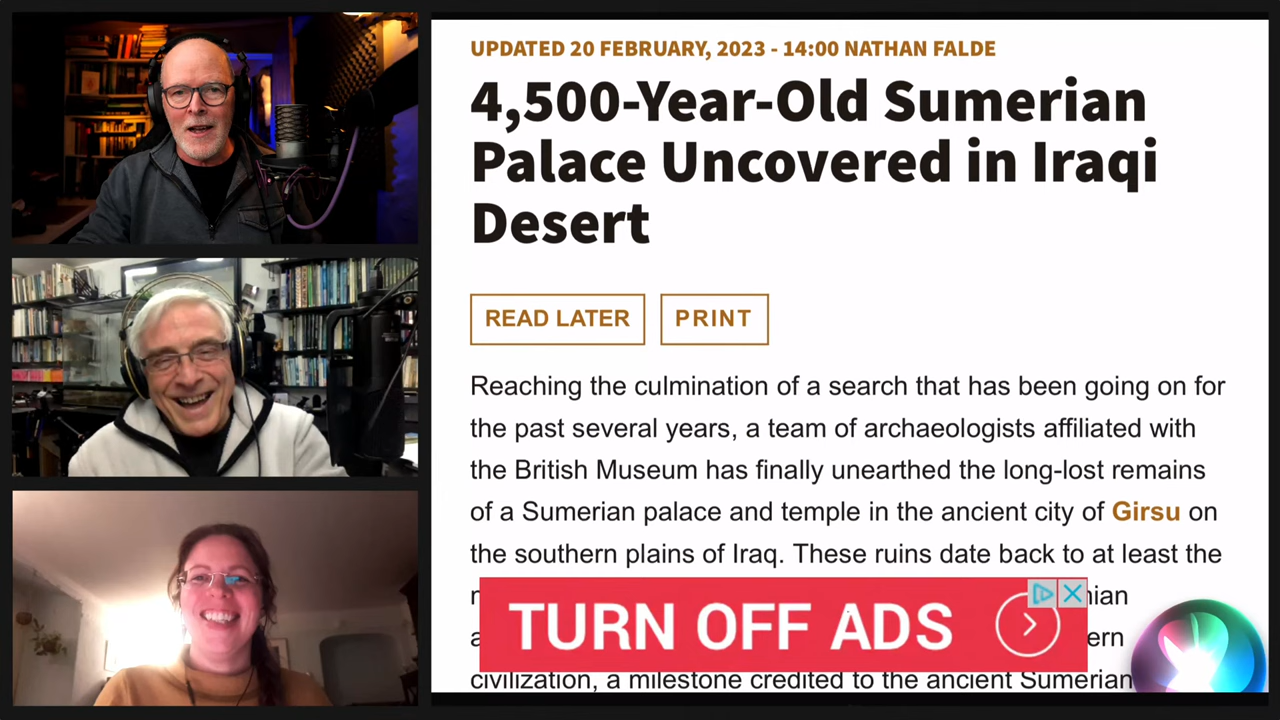 UPDATED 20 FEBRUARY, 2023 - 14:00 NATHAN FALDE
4,500-Year-Old Sumerian
Palace Uncovered in Iraqi
Desert
READ LATER
PRINT
Reaching the culmination of a search that has been going on for
the past several years, a team of archaeologists affiliated with
the British Museum has finally unearthed the long-lost remains
of a Sumerian palace and temple in the ancient city of Girsu on
the southern plains of Iraq. These ruins date back to at least the
TURN OFF ADS
civilization, a milestone credited to the ancient Sumerian